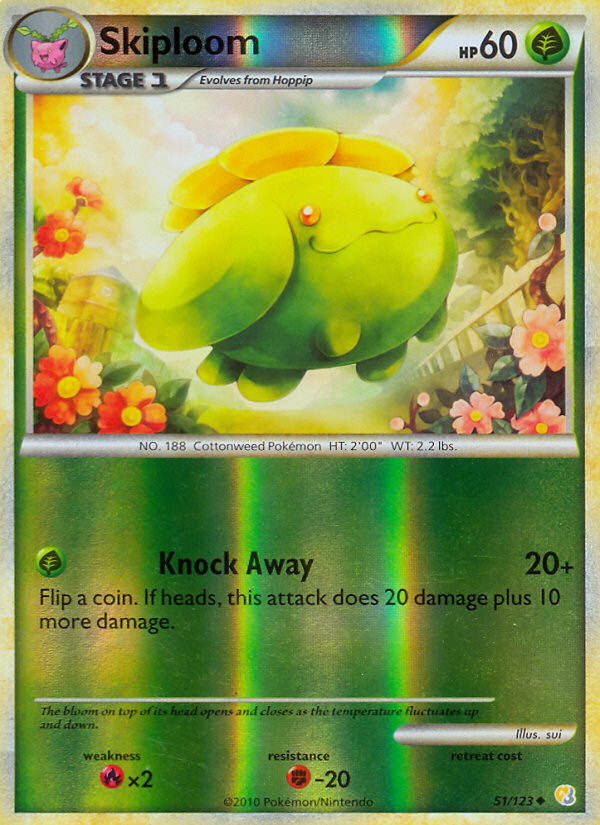 Skiploom
HP60
STAGE 1
Evolves from Hoppip
NO. 188 Cottonweed Pokémon HT: 2'00" WT: 2.2 lbs.
Knock Away 20+
Flip a coin. If heads, this attack does 20 damage plus 10
more damage.
The bloom on top of its head opens and closes as the temperature fluctuates up
and down.
Illus. sui
weakness resistance retreat cost
×2 -20
©2010 Pokémon/Nintendo 51/123